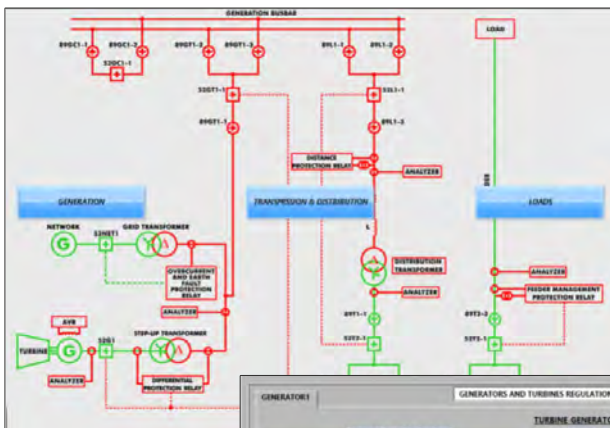 GENERATION BUSBAR
LOAD
89GC1-1
89GC1-2
89GT1-2
89GT1-3
89L1-1
89L1-2
52GC1-1
52GT1-1
52L1-1
89GT1-1
89L1-3
DISTANCE
PROTECTION RELAY
ANALYZER
GENERATION
TRANSMISSION & DISTRIBUTION
LOADS
NETWORK
52NET1
GRID TRANSFORMER
G
L
OVERCURRENT
AND EARTH
FAULT
PROTECTION
RELAY
DISTRIBUTION
TRANSFORMER
ANALYZER
ANALYZER
FEEDER MANAGEMENT
PROTECTION RELAY
ANALYZER
AVR
52G1
STEP-UP TRANSFORMER
89T1-1
89T2-2
TURBINE
G
52T2-1
ANALYZER
DIFFERENTIAL
PROTECTION RELAY
GENERATOR1
GENERATORS AND TURBINES REGULATION
TURBINE GENERATO